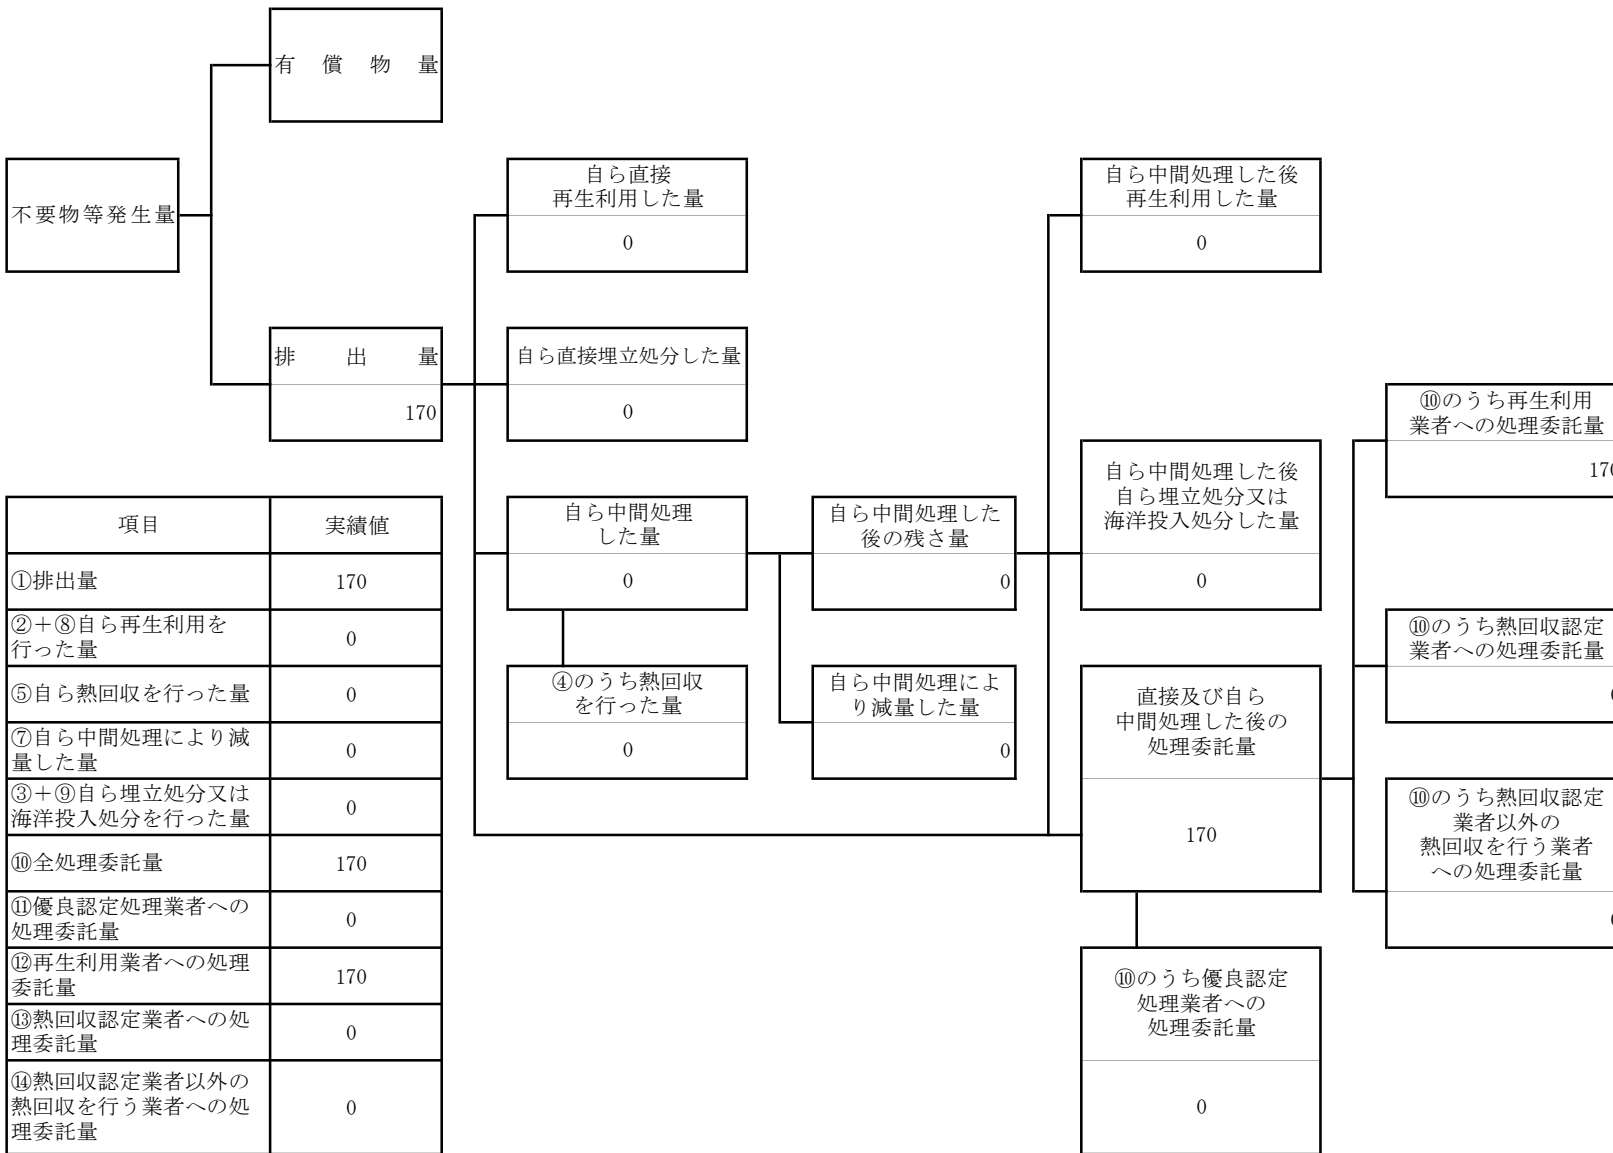 有償物量
不要物等発生量
排出量
170
自ら直接
再生利用した量
0
自ら直接埋立処分した量
0
自ら中間処理
した量
0
④のうち熱回収
を行った量
0
自ら中間処理した
後の残さ量
0
自ら中間処理によ
り減量した量
0
自ら中間処理した後
再生利用した量
0
自ら中間処理した後
自ら埋立処分又は
海洋投入処分した量
0
直接及び自ら
中間処理した後の
処理委託量
170
⑩のうち優良認定
処理業者への
処理委託量
0
⑩のうち再生利用
業者への処理委託量
170
⑩のうち熱回収認定
業者への処理委託量
⑩のうち熱回収認定
業者以外の
熱回収を行う業者
への処理委託量
項目 実績値
①排出量 170
②+⑧自ら再生利用を
行った量 0
⑤自ら熱回収を行った量 0
⑦自ら中間処理により減
量した量 0
③+⑨自ら埋立処分又は
海洋投入処分を行った量 0
⑩全処理委託量 170
⑪優良認定処理業者への
処理委託量 0
⑫再生利用業者への処理
委託量 170
⑬熱回収認定業者への処
理委託量 0
⑭熱回収認定業者以外の
熱回収を行う業者への処
理委託量 0